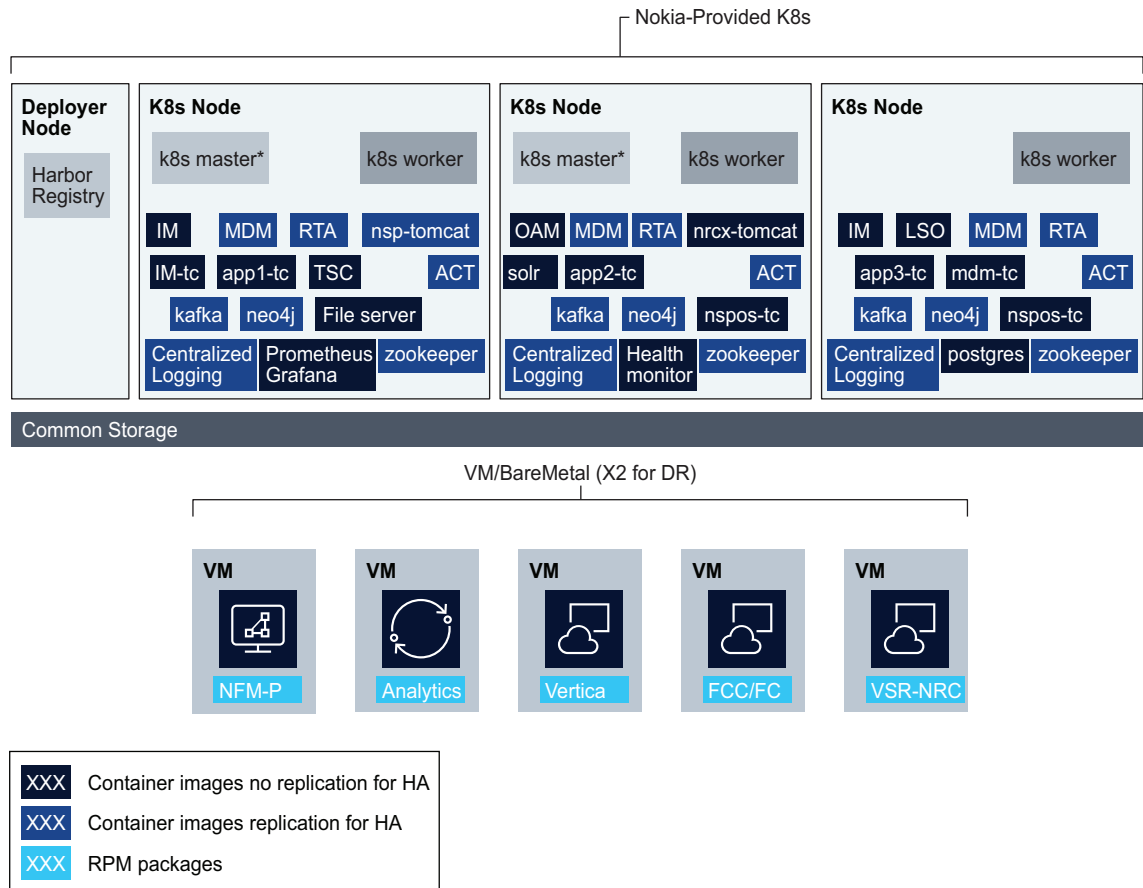 Nokia-Provided K8s
Deployer
Node
Harbor
Registry
K8s Node
k8s master*
k8s worker
IM
MDM
RTA
nsp-tomcat
IM-tc
app1-tc
TSC
ACT
kafka
neo4j
File server
Centralized
Logging
Prometheus
Grafana
zookeeper
K8s Node
k8s master*
k8s worker
OAM
MDM
RTA
nrcx-tomcat
solr
app2-tc
ACT
kafka
neo4j
nspos-tc
Centralized
Logging
Health
monitor
zookeeper
K8s Node
k8s worker
IM
LSO
MDM
RTA
app3-tc
mdm-tc
ACT
kafka
neo4j
nspos-tc
Centralized
Logging
postgres
zookeeper
Common Storage
VM/BareMetal (X2 for DR)
VM
NFM-P
VM
Analytics
VM
Vertica
VM
FCC/FC
VM
VSR-NRC
XXX Container images no replication for HA
XXX Container images replication for HA
XXX RPM packages